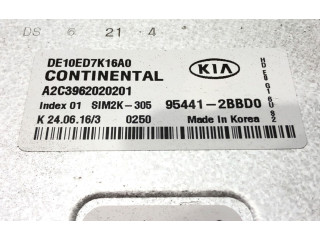 DS 6 21 4
DE10ED7K16A0
CONTINENTAL
KIA
A2C3962020201
Index 01 SIM2K-305 95441-2BBD0
K 24.06.16/3 0250 Made in Korea